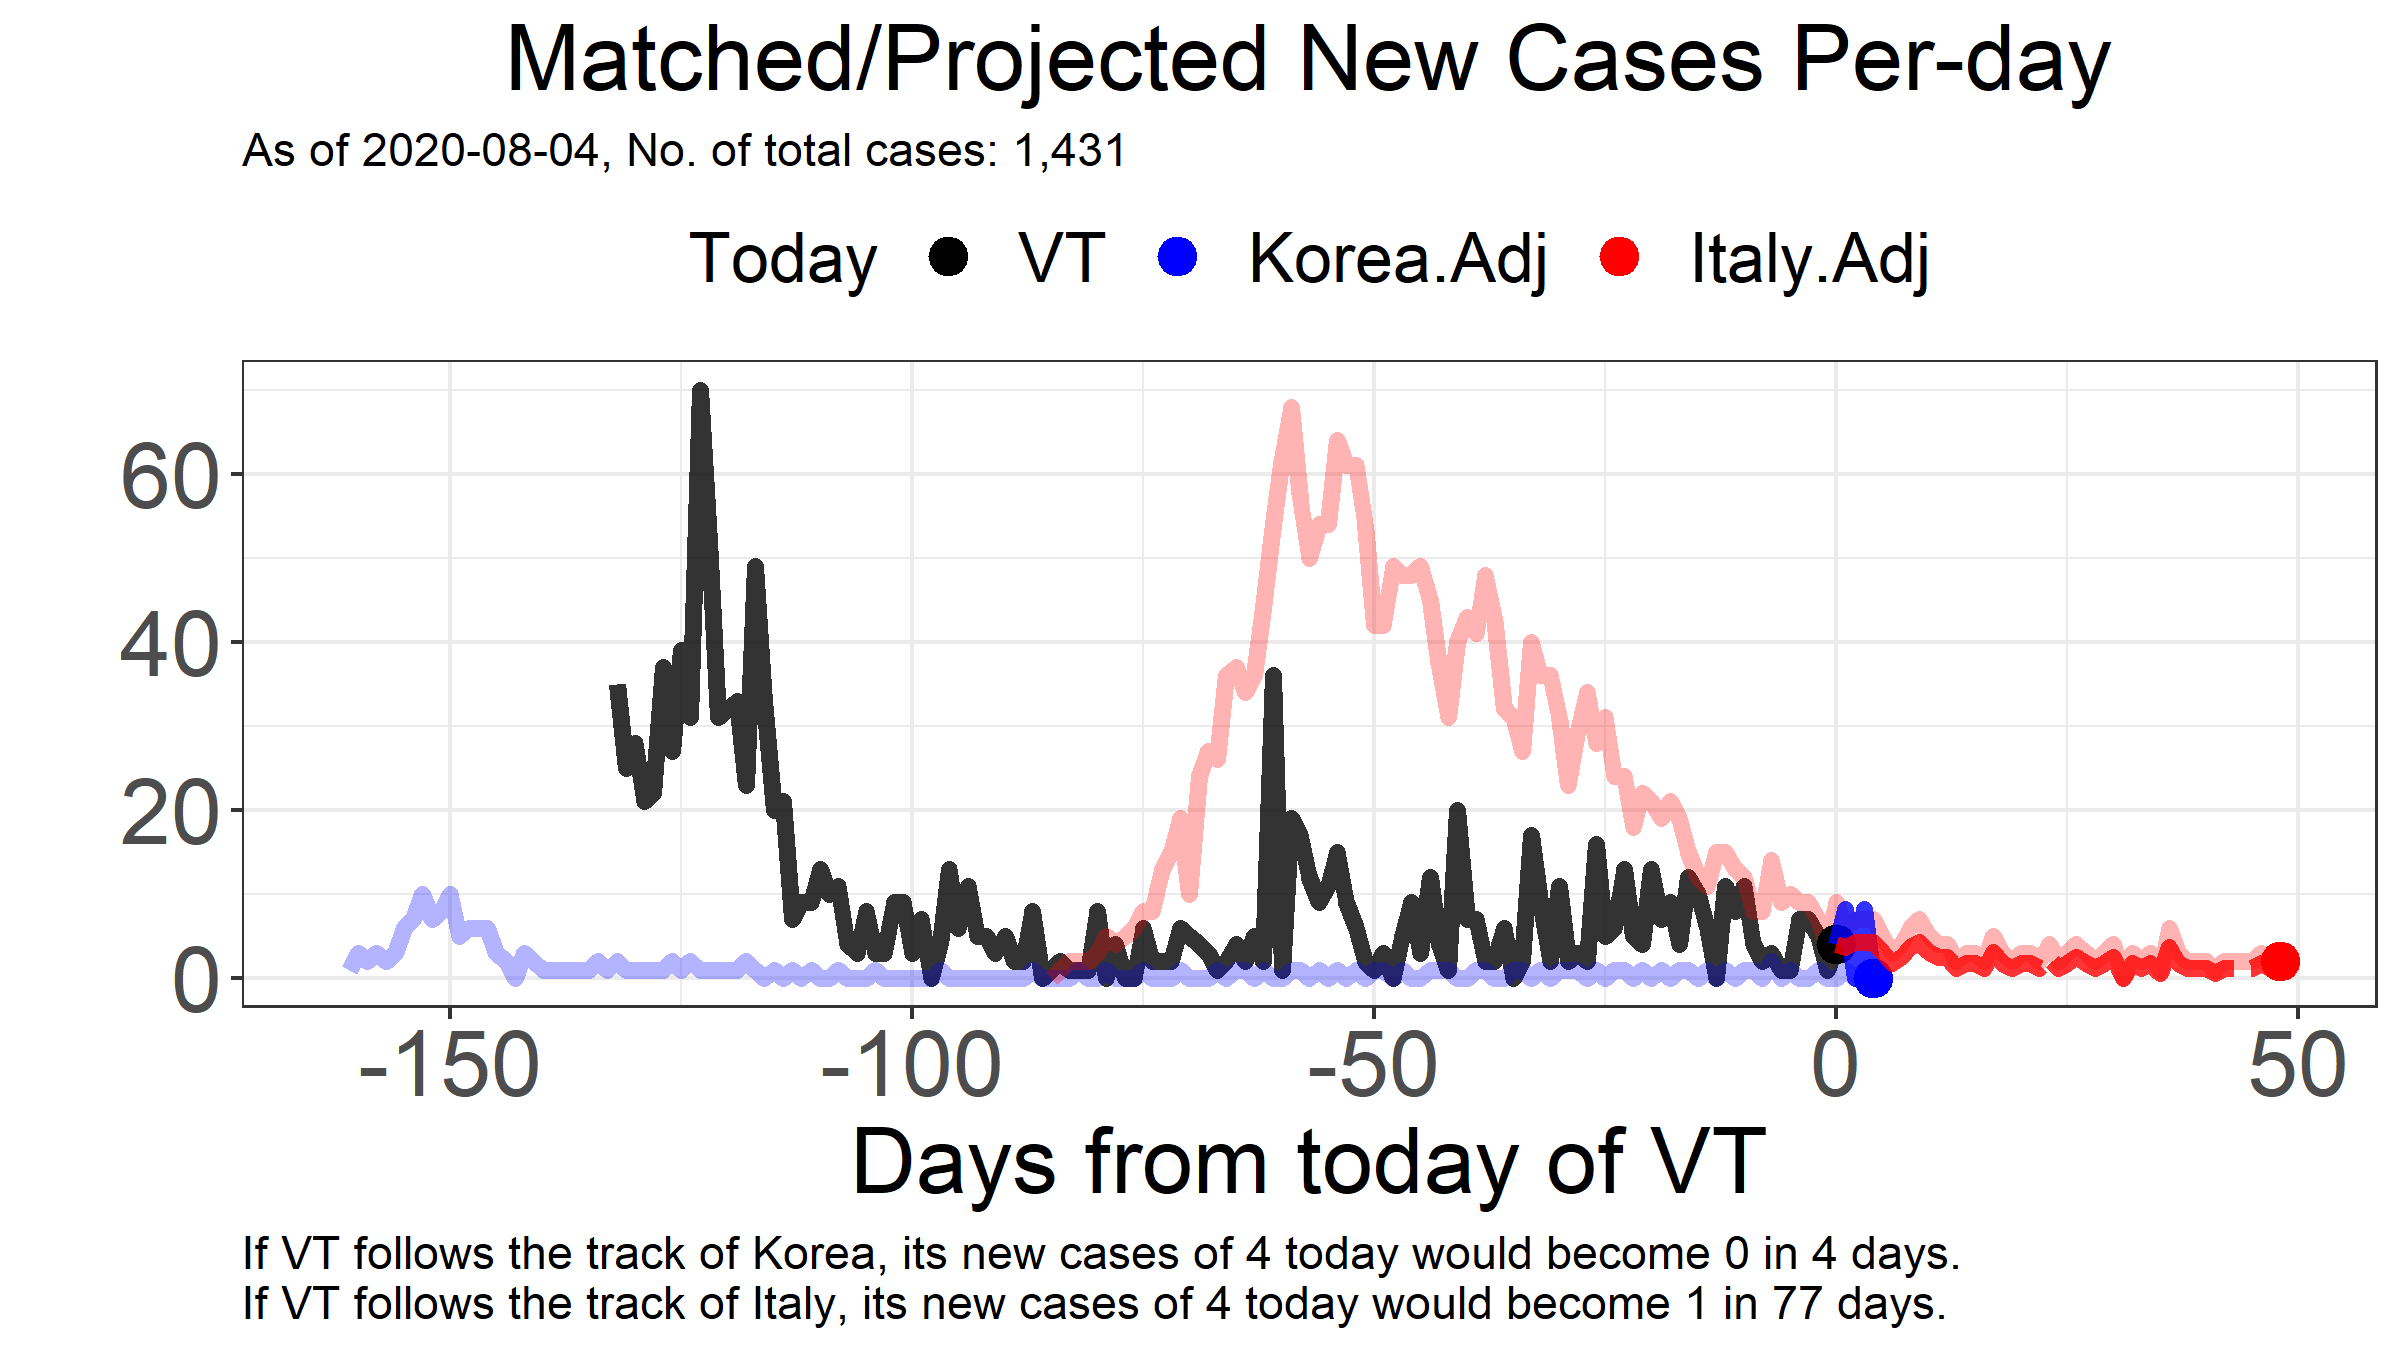 Matched/Projected New Cases Per-day
As of 2020-08-04, No. of total cases: 1,431
Today VT Korea.Adj Italy.Adj
60
40
20
0
-150 -100 -50 0 50
Days from today of VT
If VT follows the track of Korea, its new cases of 4 today would become 0 in 4 days.
If VT follows the track of Italy, its new cases of 4 today would become 1 in 77 days.